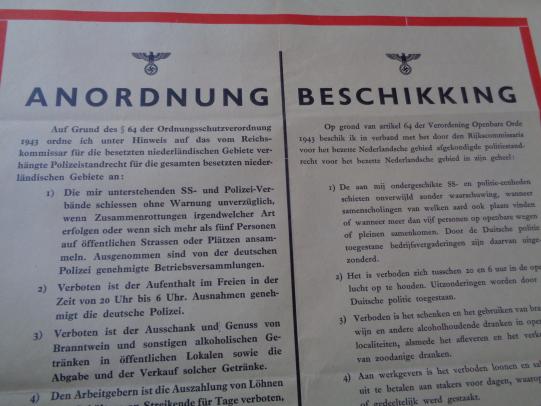 ANORDNUNG
Auf Grund des § 64 der Ordnungsschutzverordnung
1943 ordne ich unter Hinweis auf das vom Reichs-
kommissar für die besetzten niederländischen Gebiete ver-
hängte Polizeistandrecht für die gesamten besetzten nieder-
ländischen Gebiete an:
1) Die mir unterstehenden SS- und Polizei-Ver-
bände schiessen ohne Warnung unverzüglich,
wenn Zusammenrottungen irgendwelcher Art
erfolgen oder wenn sich mehr als fünf Personen
auf öffentlichen Strassen oder Plätzen ansam-
meln. Ausgenommen sind von der deutschen
Polizei genehmigte Betriebsversammlungen.
2) Verboten ist der Aufenthalt im Freien in der
Zeit von 20 Uhr bis 6 Uhr. Ausnahmen geneh-
migt die deutsche Polizei.
3) Verboten ist der Ausschank und Genuss von
Branntwein und sonstigen alkoholischen Ge-
tränken in öffentlichen Lokalen sowie die
Abgabe und der Verkauf solcher Getränke.
4) Den Arbeitgebern ist die Auszahlung von Löhnen
Streikende für Tage verboten,
BESCHIKKING
Op grond van artikel 64 der Verordening Openbare Orde
1943 beschik ik in verband met het door den Rijkscommissaris
voor het bezette Nederlandsche gebied afgekondigde politiestand-
recht voor het bezette Nederlandsche gebied in zijn geheel:
1) De aan mij ondergeschikte SS- en politie-eenheden
schieten onverwijld zonder waarschuwing, wanneer
samenscholingen van welken aard ook plaats vinden
of wanneer meer dan vijf personen op openbare wegen
of pleinen samenkomen. Door de Duitsche politie
toegestane bedrijfsvergaderingen zijn daarvan uitge-
zonderd.
2) Het is verboden zich tusschen 20 en 6 uur in de open
lucht op te houden. Uitzonderingen worden door de
Duitsche politie toegestaan.
3) Verboden is het schenken en het gebruiken van
wijn en andere alcoholhoudende dranken in
localiteiten, alsmede het afleveren en het
van zoodanige dranken.
4) Aan werkgevers is het verboden loonen en
uit te betalen aan stakers voor dagen,
of gedeeltelijk werd gestaakt.